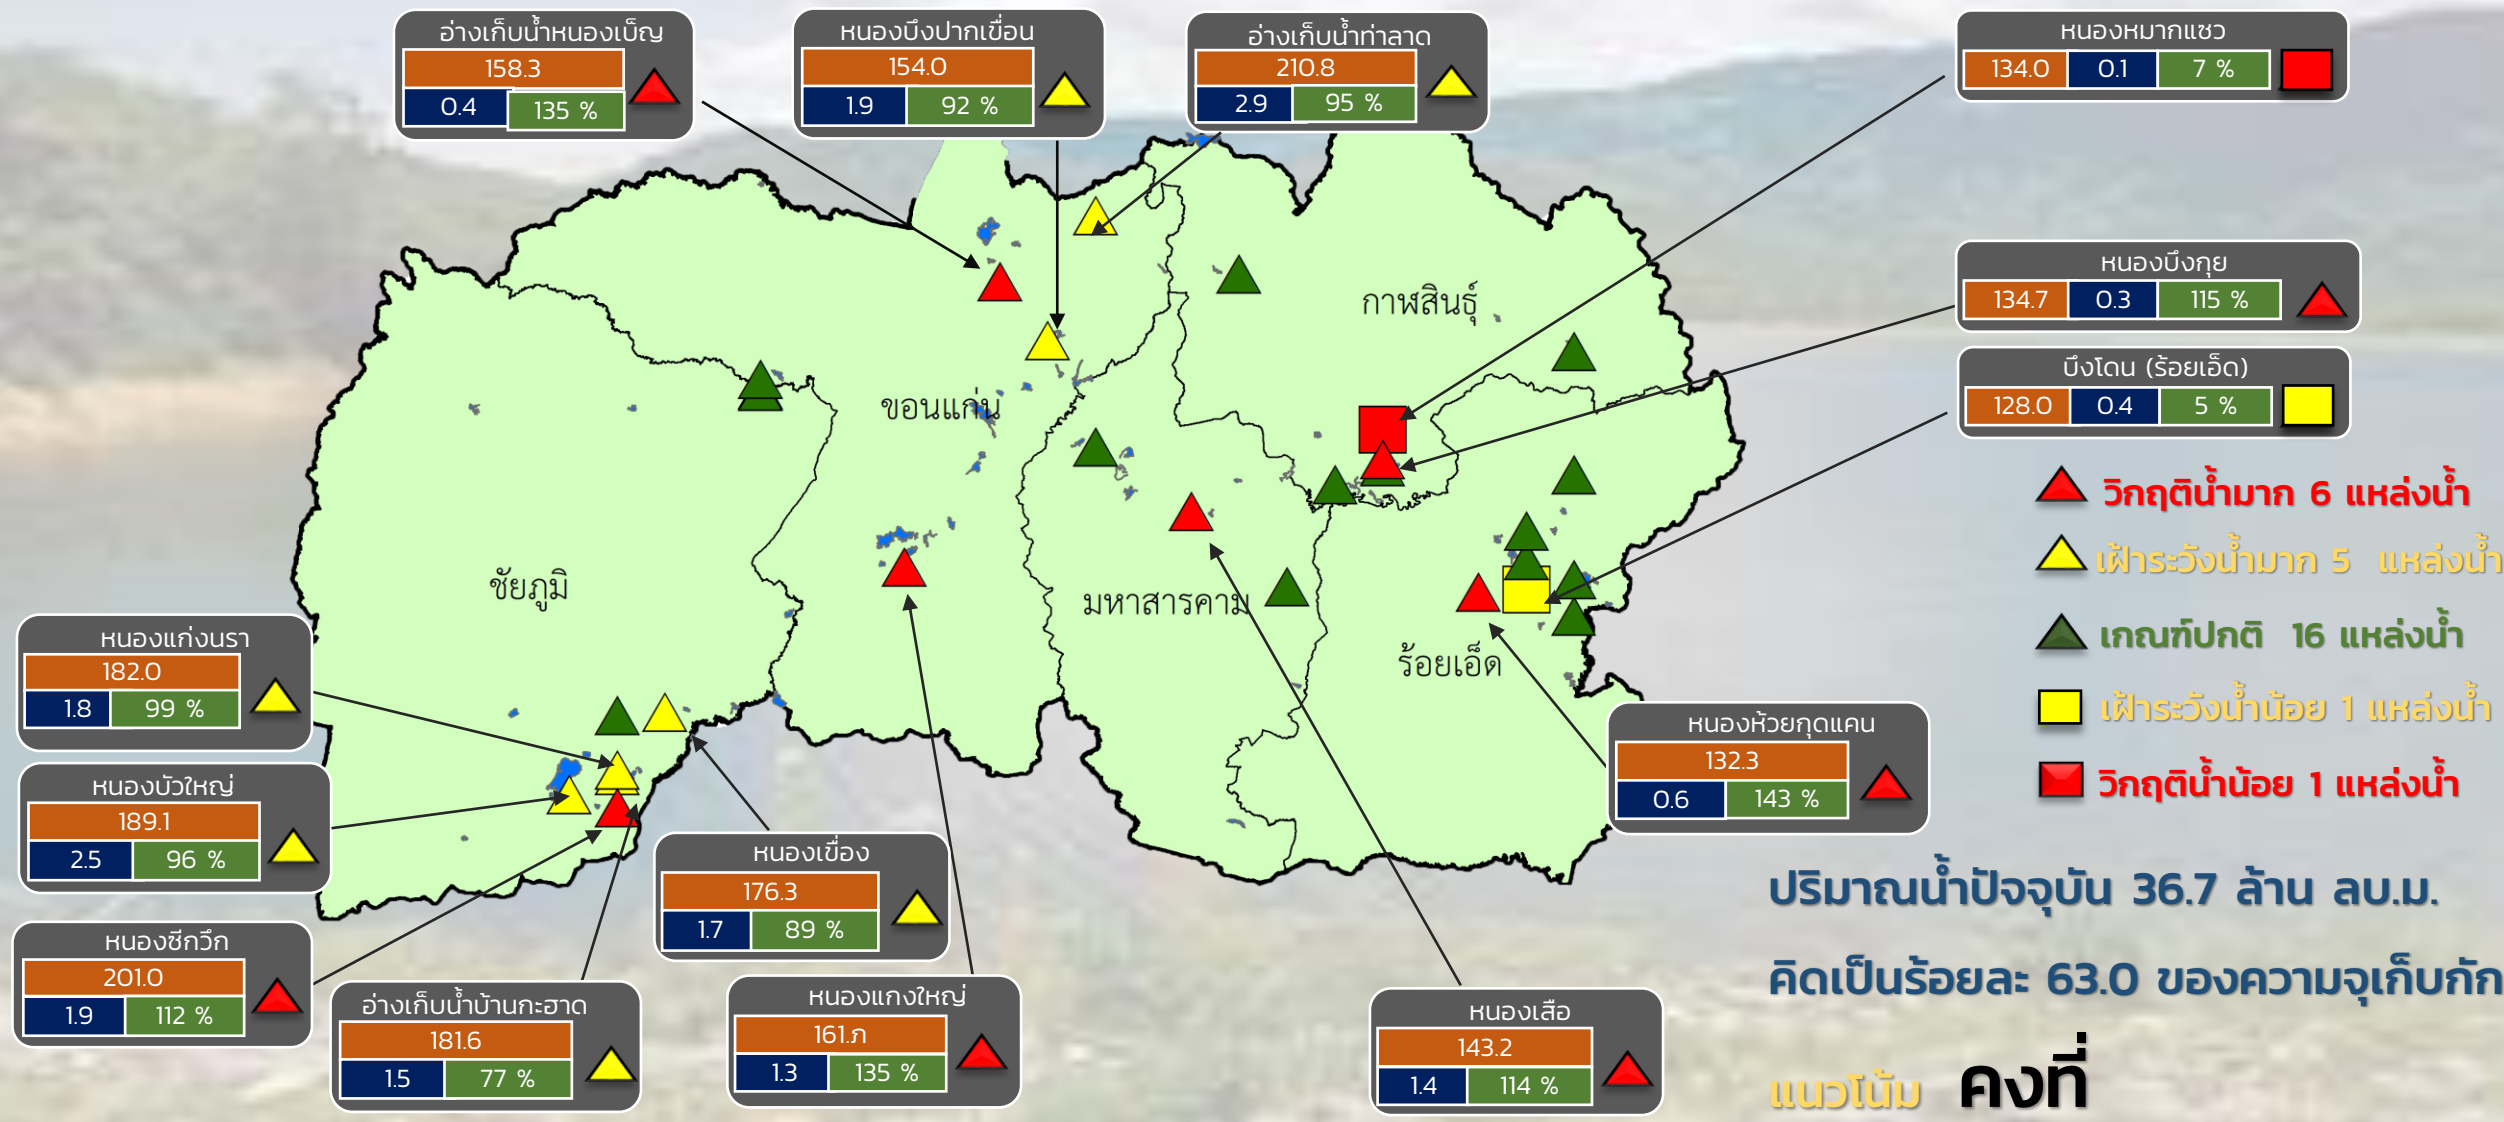 อ่างเก็บน้ำหนองเบ็ญ
158.3
0.4 135 %
หนองบึงปากเขื่อน
154.0
1.9 92 %
อ่างเก็บน้ำท่าลาด
210.8
2.9 95 %
หนองหมากแซว
134.0 0.1 7 %
หนองบึงกุย
134.7 0.3 115 %
บึงโดน (ร้อยเอ็ด)
128.0 0.4 5 %
กาฬสินธุ์
ขอนแก่น
ชัยภูมิ
มหาสารคาม
ร้อยเอ็ด
วิกฤติน้ำมาก 6 แหล่งน้ำ
เฝ้าระวังน้ำมาก 5 แหล่งน้ำ
เกณฑ์ปกติ 16 แหล่งน้ำ
เฝ้าระวังน้ำน้อย 1 แหล่งน้ำ
วิกฤติน้ำน้อย 1 แหล่งน้ำ
หนองแก่งนรา
182.0
1.8 99 %
หนองบัวใหญ่
189.1
2.5 96 %
หนองซีกวึก
201.0
1.9 112 %
อ่างเก็บน้ำบ้านกะฮาด
181.6
1.5 77 %
หนองเขื่อง
176.3
1.7 89 %
หนองแกงใหญ่
161.ภ
1.3 135 %
หนองเสือ
143.2
1.4 114 %
หนองห้วยกุดแคน
132.3
0.6 143 %
ปริมาณน้ำปัจจุบัน 36.7 ล้าน ลบ.ม.
คิดเป็นร้อยละ 63.0 ของความจุเก็บกัก
แนวโน้ม คงที่